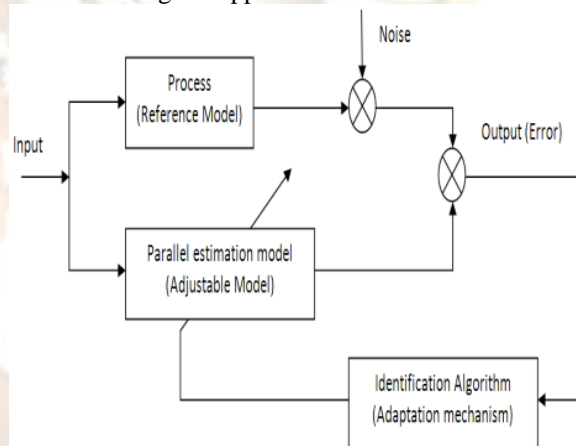 Noise
Process
(Reference Model)
Input
Output (Error)
Parallel estimation model
(Adjustable Model)
Identification Algorithm
(Adaptation mechanism)